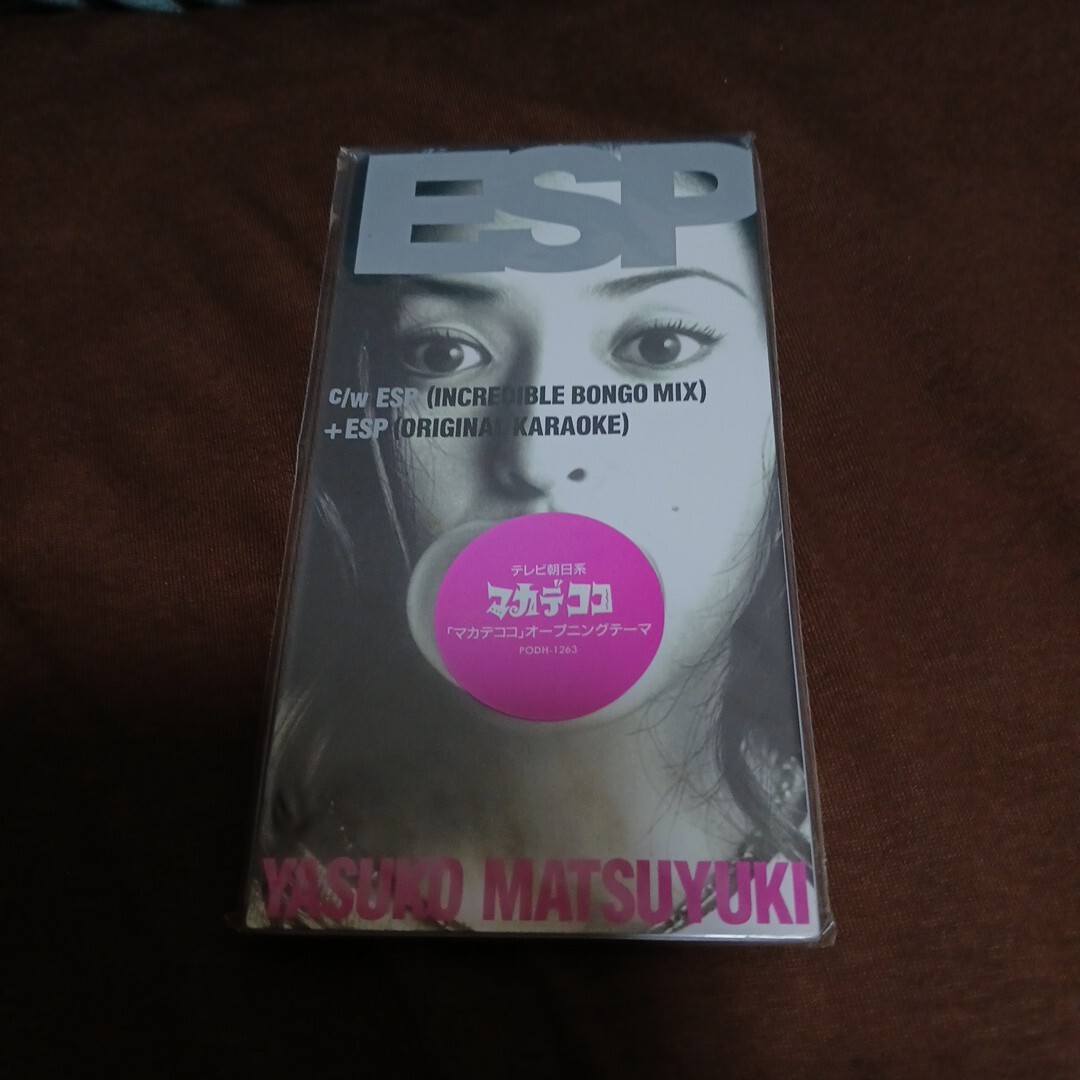 ESP
c/w ESP (INCREDIBLE BONGO MIX)
+ESP (ORIGINAL KARAOKE)
テレビ朝日系
マカデココ
「マカデココ」オープニングテーマ
PODH-1263
YASUKO MATSUYUKI